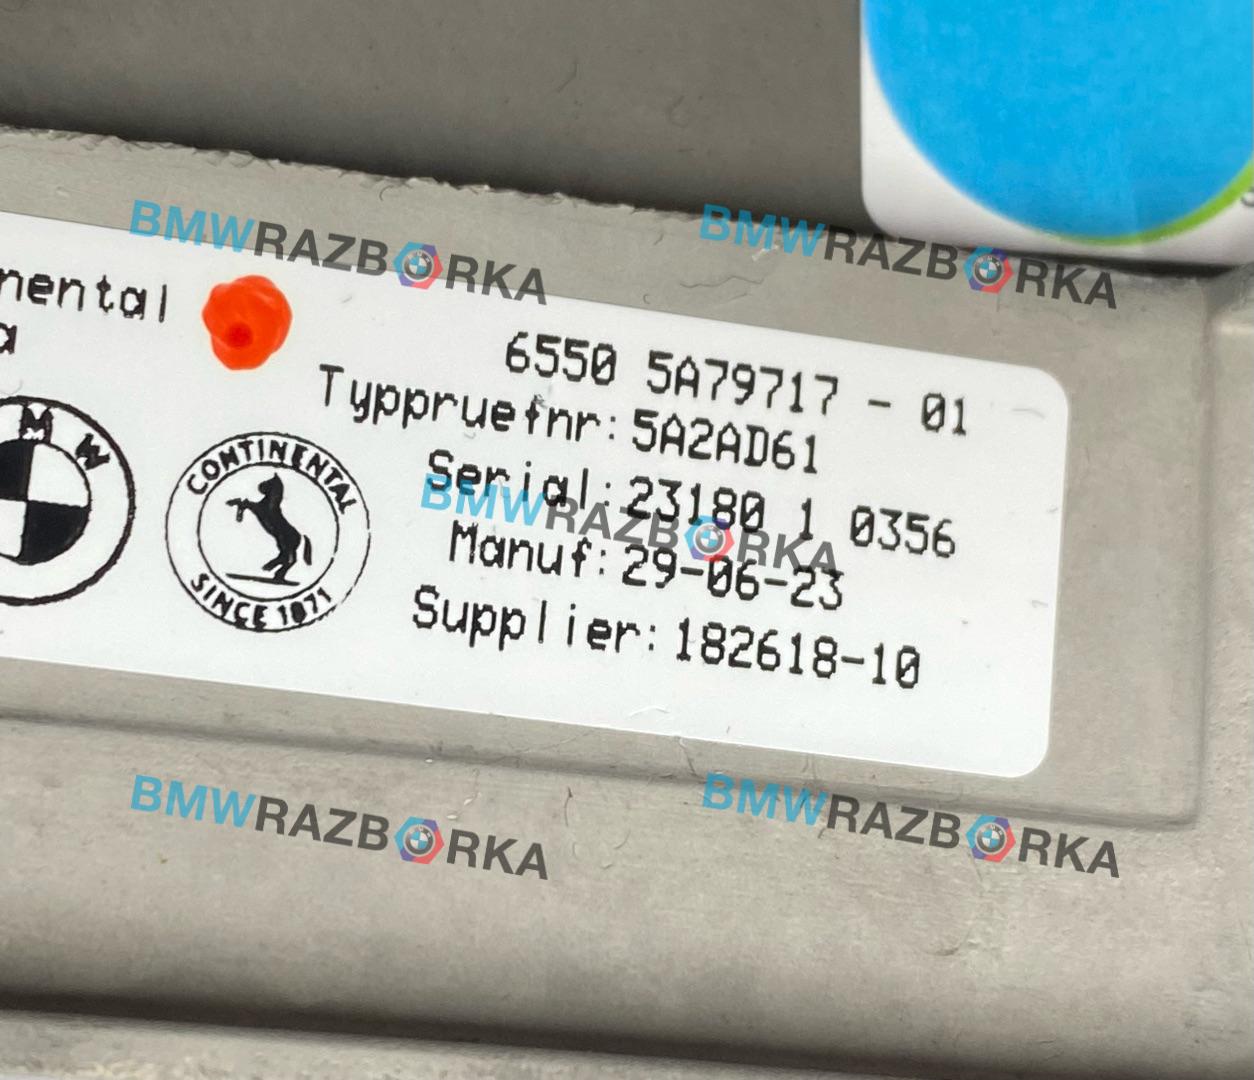 BMWRAZBORKA
BMWRAZBORKA
nental
a
6550 5A79717 - 01
Typpruefnr: 5A2AD61
Serial: 23180 1 0356
Manuf: 29-06-23
Supplier: 182618-10
M W
CONTINENTAL
SINCE 1871
BMWRAZBORKA
BMWRAZBORKA
BMWRAZBORKA